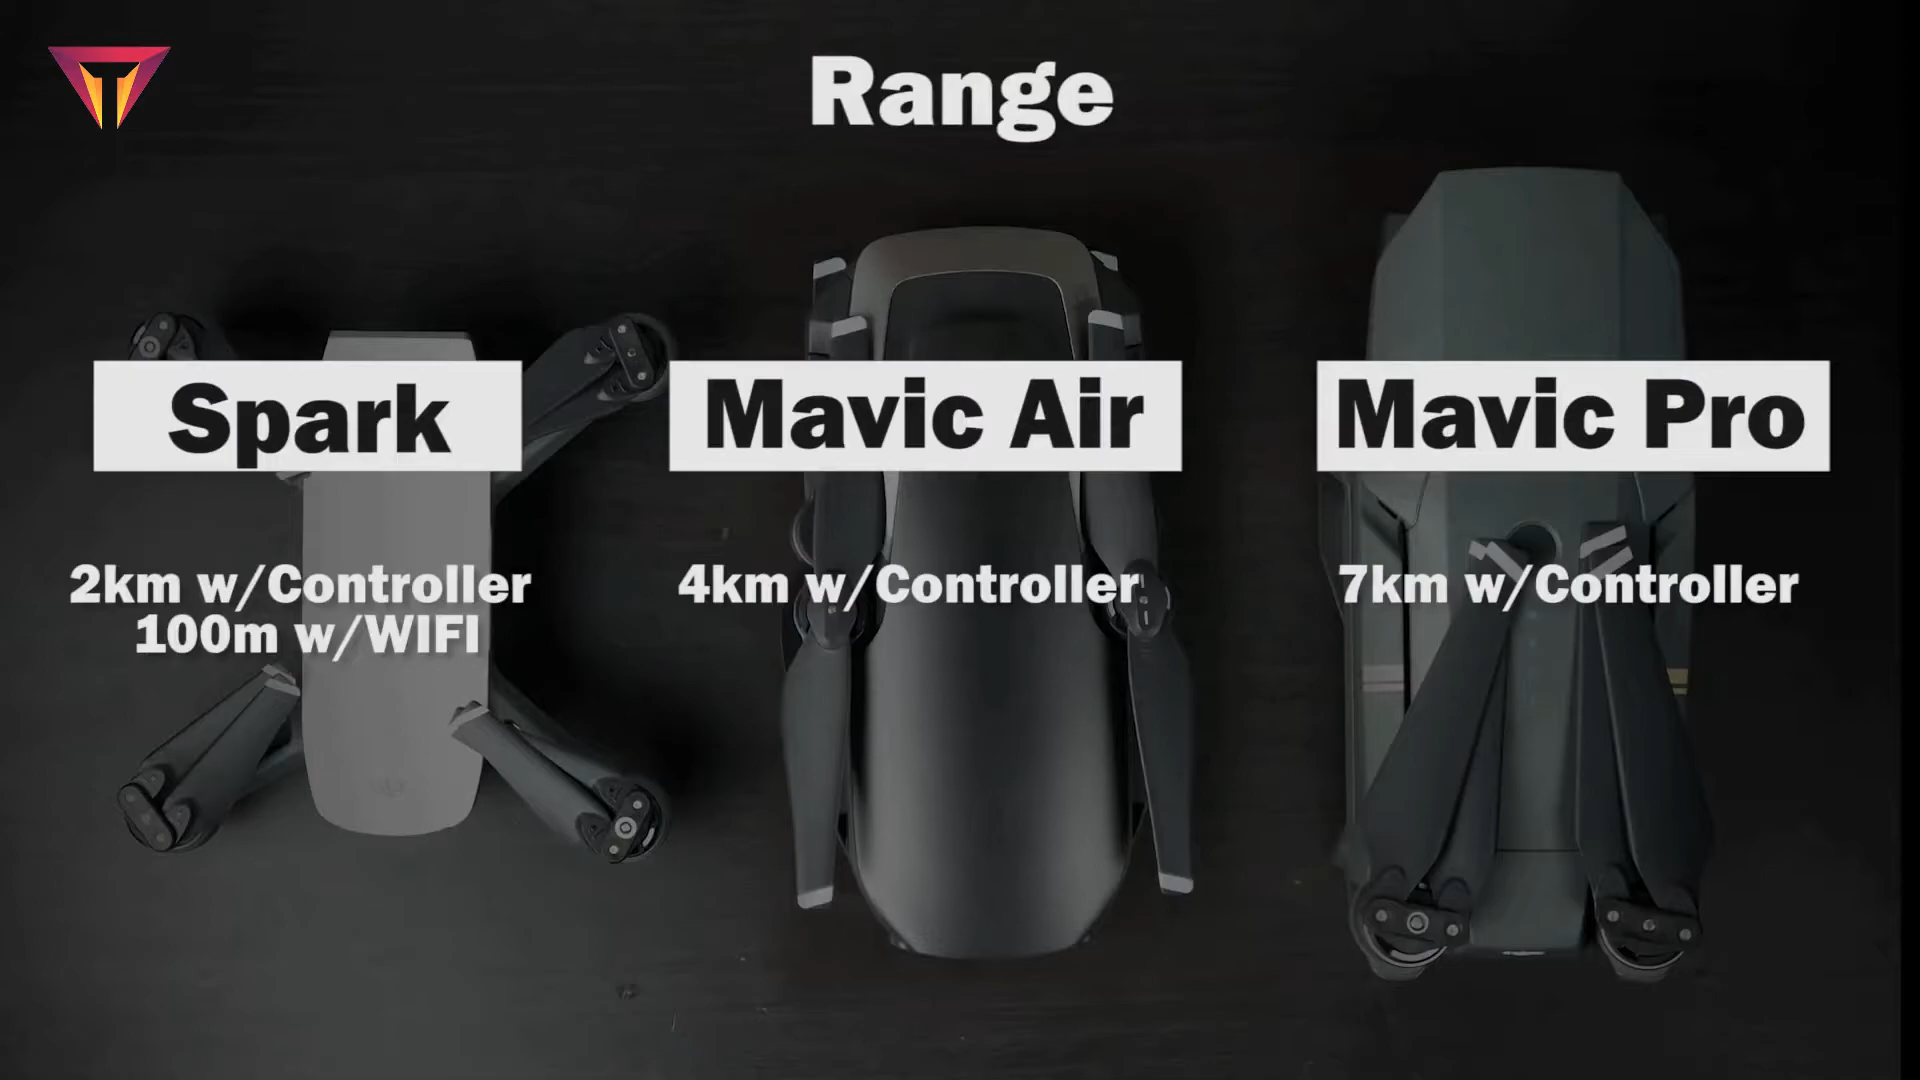 Range
Spark
Mavic Air
Mavic Pro
2km w/Controller
100m w/WIFI
4km w/Controller
7km w/Controller